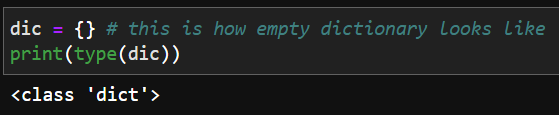 dic = {} # this is how empty dictionary looks like
print(type(dic))
<class 'dict'>